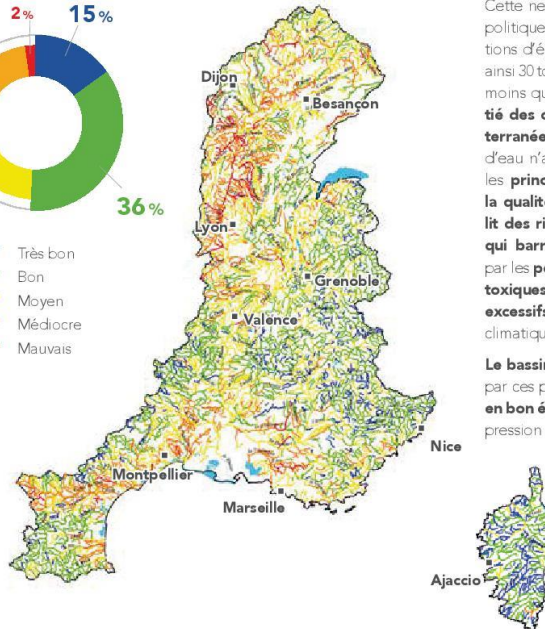 2%
15%
36%
Très bon
Bon
Moyen
Médiocre
Mauvais
Dijon
Besançon
Lyon
Grenoble
Valence
Nice
Montpellier
Marseille
Ajaccio
Cette ne
politique
tions d'é
ainsi 30 to
moins qu
tié des c
terranée
d'eau n'a
les princ
la qualit
lit des ri
qui barr
par les p
toxiques
excessifs
climatiqu
Le bassin
par ces p
en bon é
pression